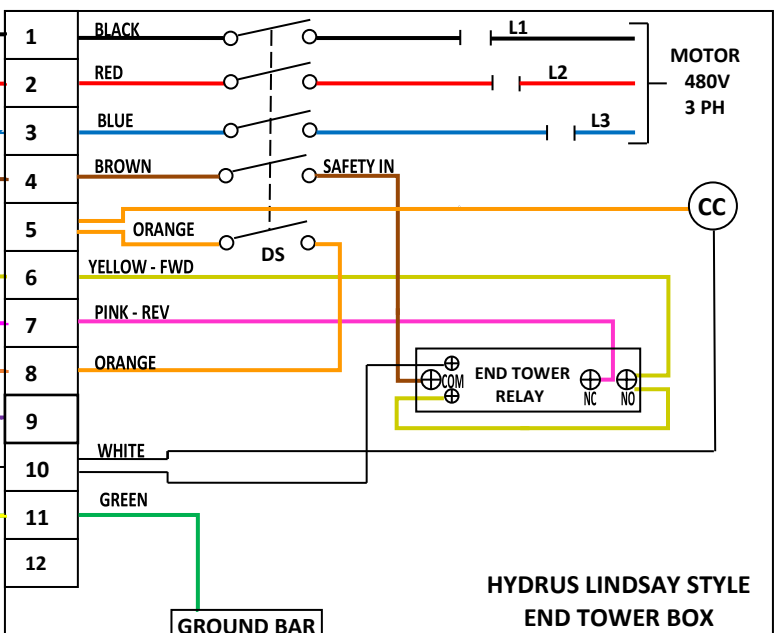 1
BLACK
L1
2
RED
L2
MOTOR
480V
3 PH
3
BLUE
L3
4
BROWN
SAFETY IN
5
ORANGE
DS
CC
6
YELLOW - FWD
7
PINK - REV
8
ORANGE
COM
END TOWER
RELAY
NC
NO
9
10
WHITE
11
GREEN
12
GROUND BAR
HYDRUS LINDSAY STYLE
END TOWER BOX